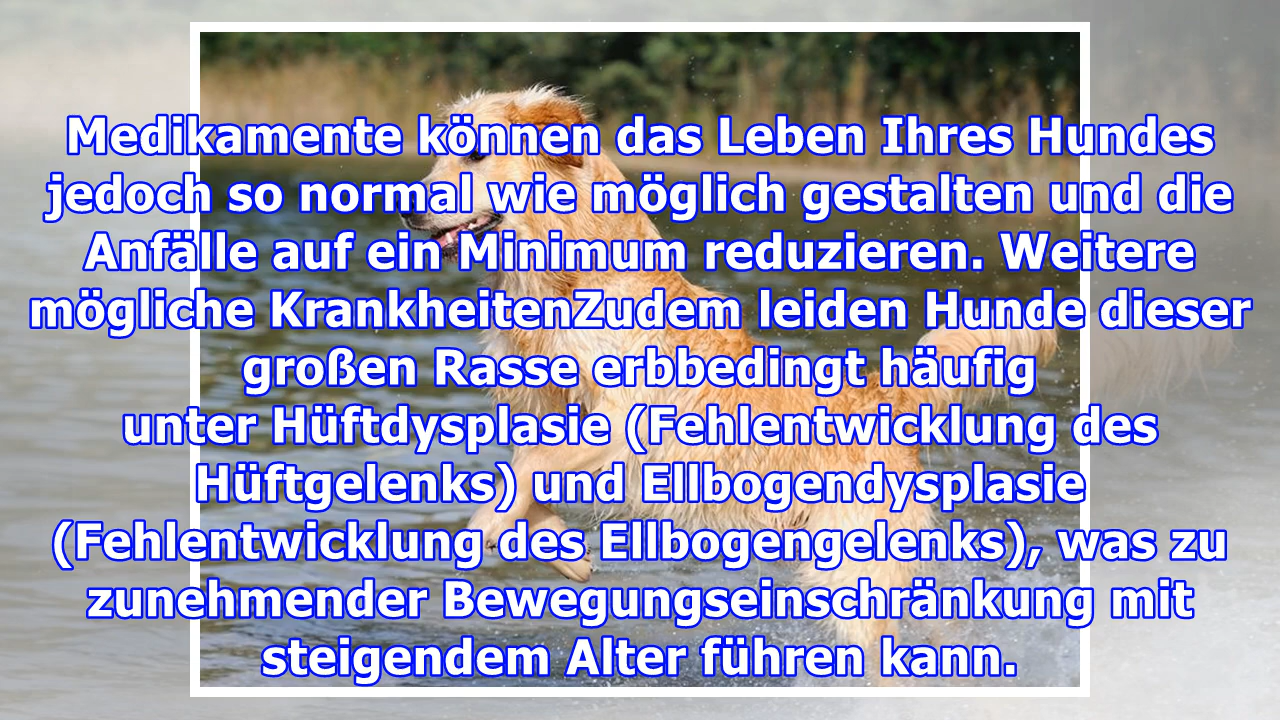 Medikamente können das Leben Ihres Hundes
jedoch so normal wie möglich gestalten und die
Anfälle auf ein Minimum reduzieren. Weitere
mögliche KrankheitenZudem leiden Hunde dieser
großen Rasse erbbedingt häufig
unter Hüftdysplasie (Fehlentwicklung des
Hüftgelenks) und Ellbogendysplasie
(Fehlentwicklung des Ellbogengelenks), was zu
zunehmender Bewegungseinschränkung mit
steigendem Alter führen kann.